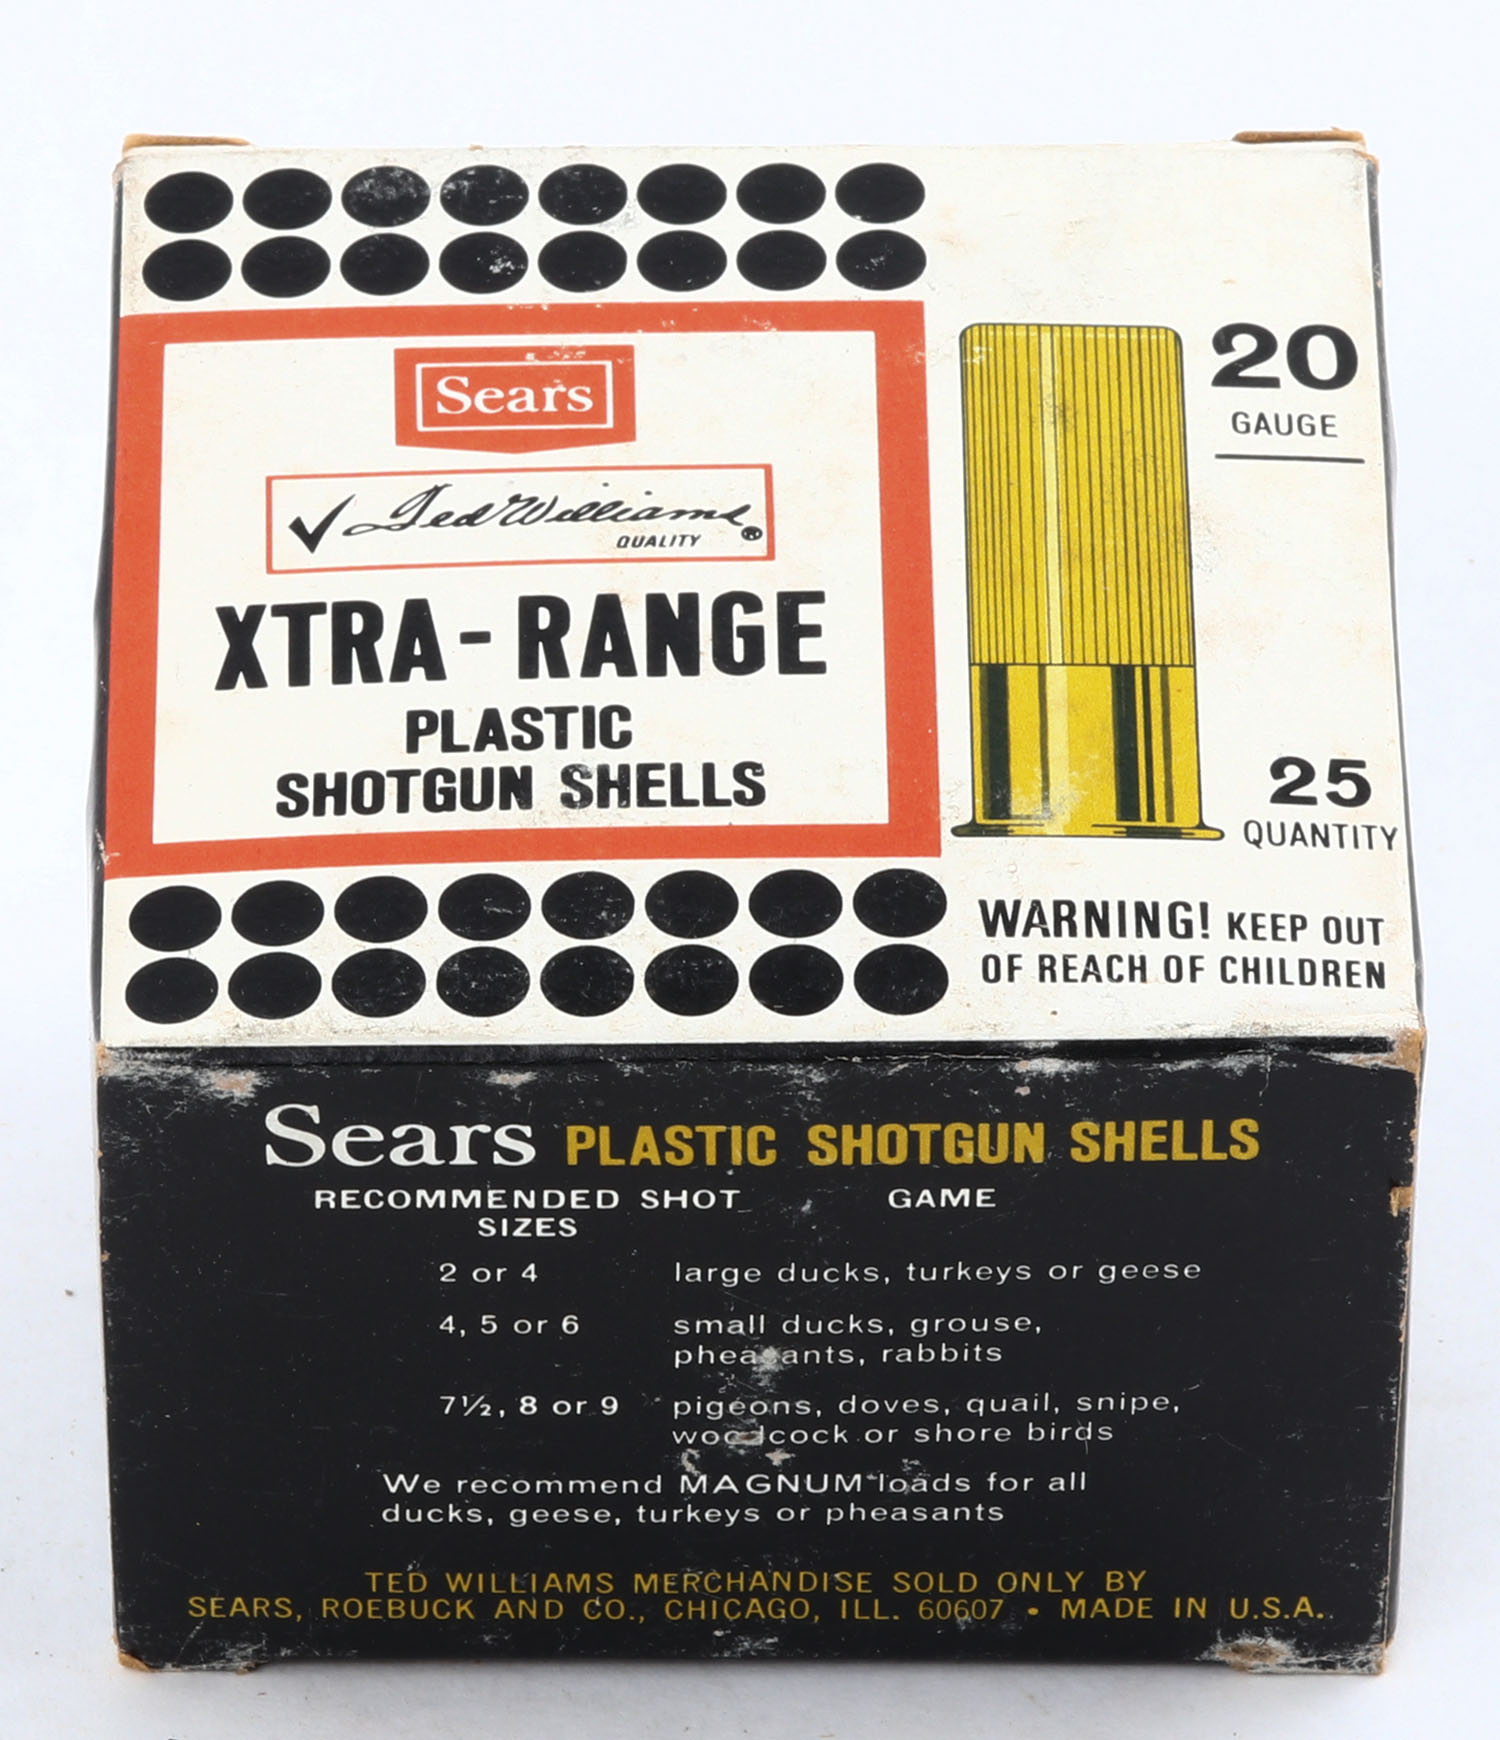 Sears
Ted Williams ®
QUALITY
XTRA-RANGE
PLASTIC
SHOTGUN SHELLS
20
GAUGE
25
QUANTITY
WARNING! KEEP OUT
OF REACH OF CHILDREN
Sears PLASTIC SHOTGUN SHELLS
RECOMMENDED SHOT GAME
SIZES
2 or 4 large ducks, turkeys or geese
4, 5 or 6 small ducks, grouse,
pheasants, rabbits
7½, 8 or 9 pigeons, doves, quail, snipe,
woodcock or shore birds
We recommend MAGNUM loads for all
ducks, geese, turkeys or pheasants
TED WILLIAMS MERCHANDISE SOLD ONLY BY
SEARS, ROEBUCK AND CO., CHICAGO, ILL. 60607 • MADE IN U.S.A.